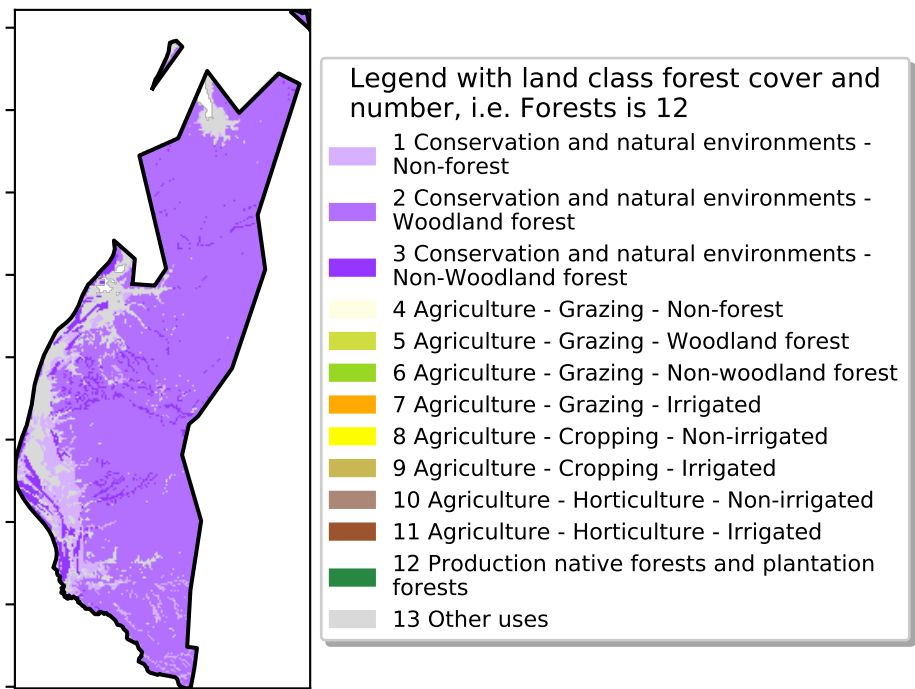 Legend with land class forest cover and
number, i.e. Forests is 12
1 Conservation and natural environments -
Non-forest
2 Conservation and natural environments -
Woodland forest
3 Conservation and natural environments -
Non-Woodland forest
4 Agriculture - Grazing - Non-forest
5 Agriculture - Grazing - Woodland forest
6 Agriculture - Grazing - Non-woodland forest
7 Agriculture - Grazing - Irrigated
8 Agriculture - Cropping - Non-irrigated
9 Agriculture - Cropping - Irrigated
10 Agriculture - Horticulture - Non-irrigated
11 Agriculture - Horticulture - Irrigated
12 Production native forests and plantation
forests
13 Other uses